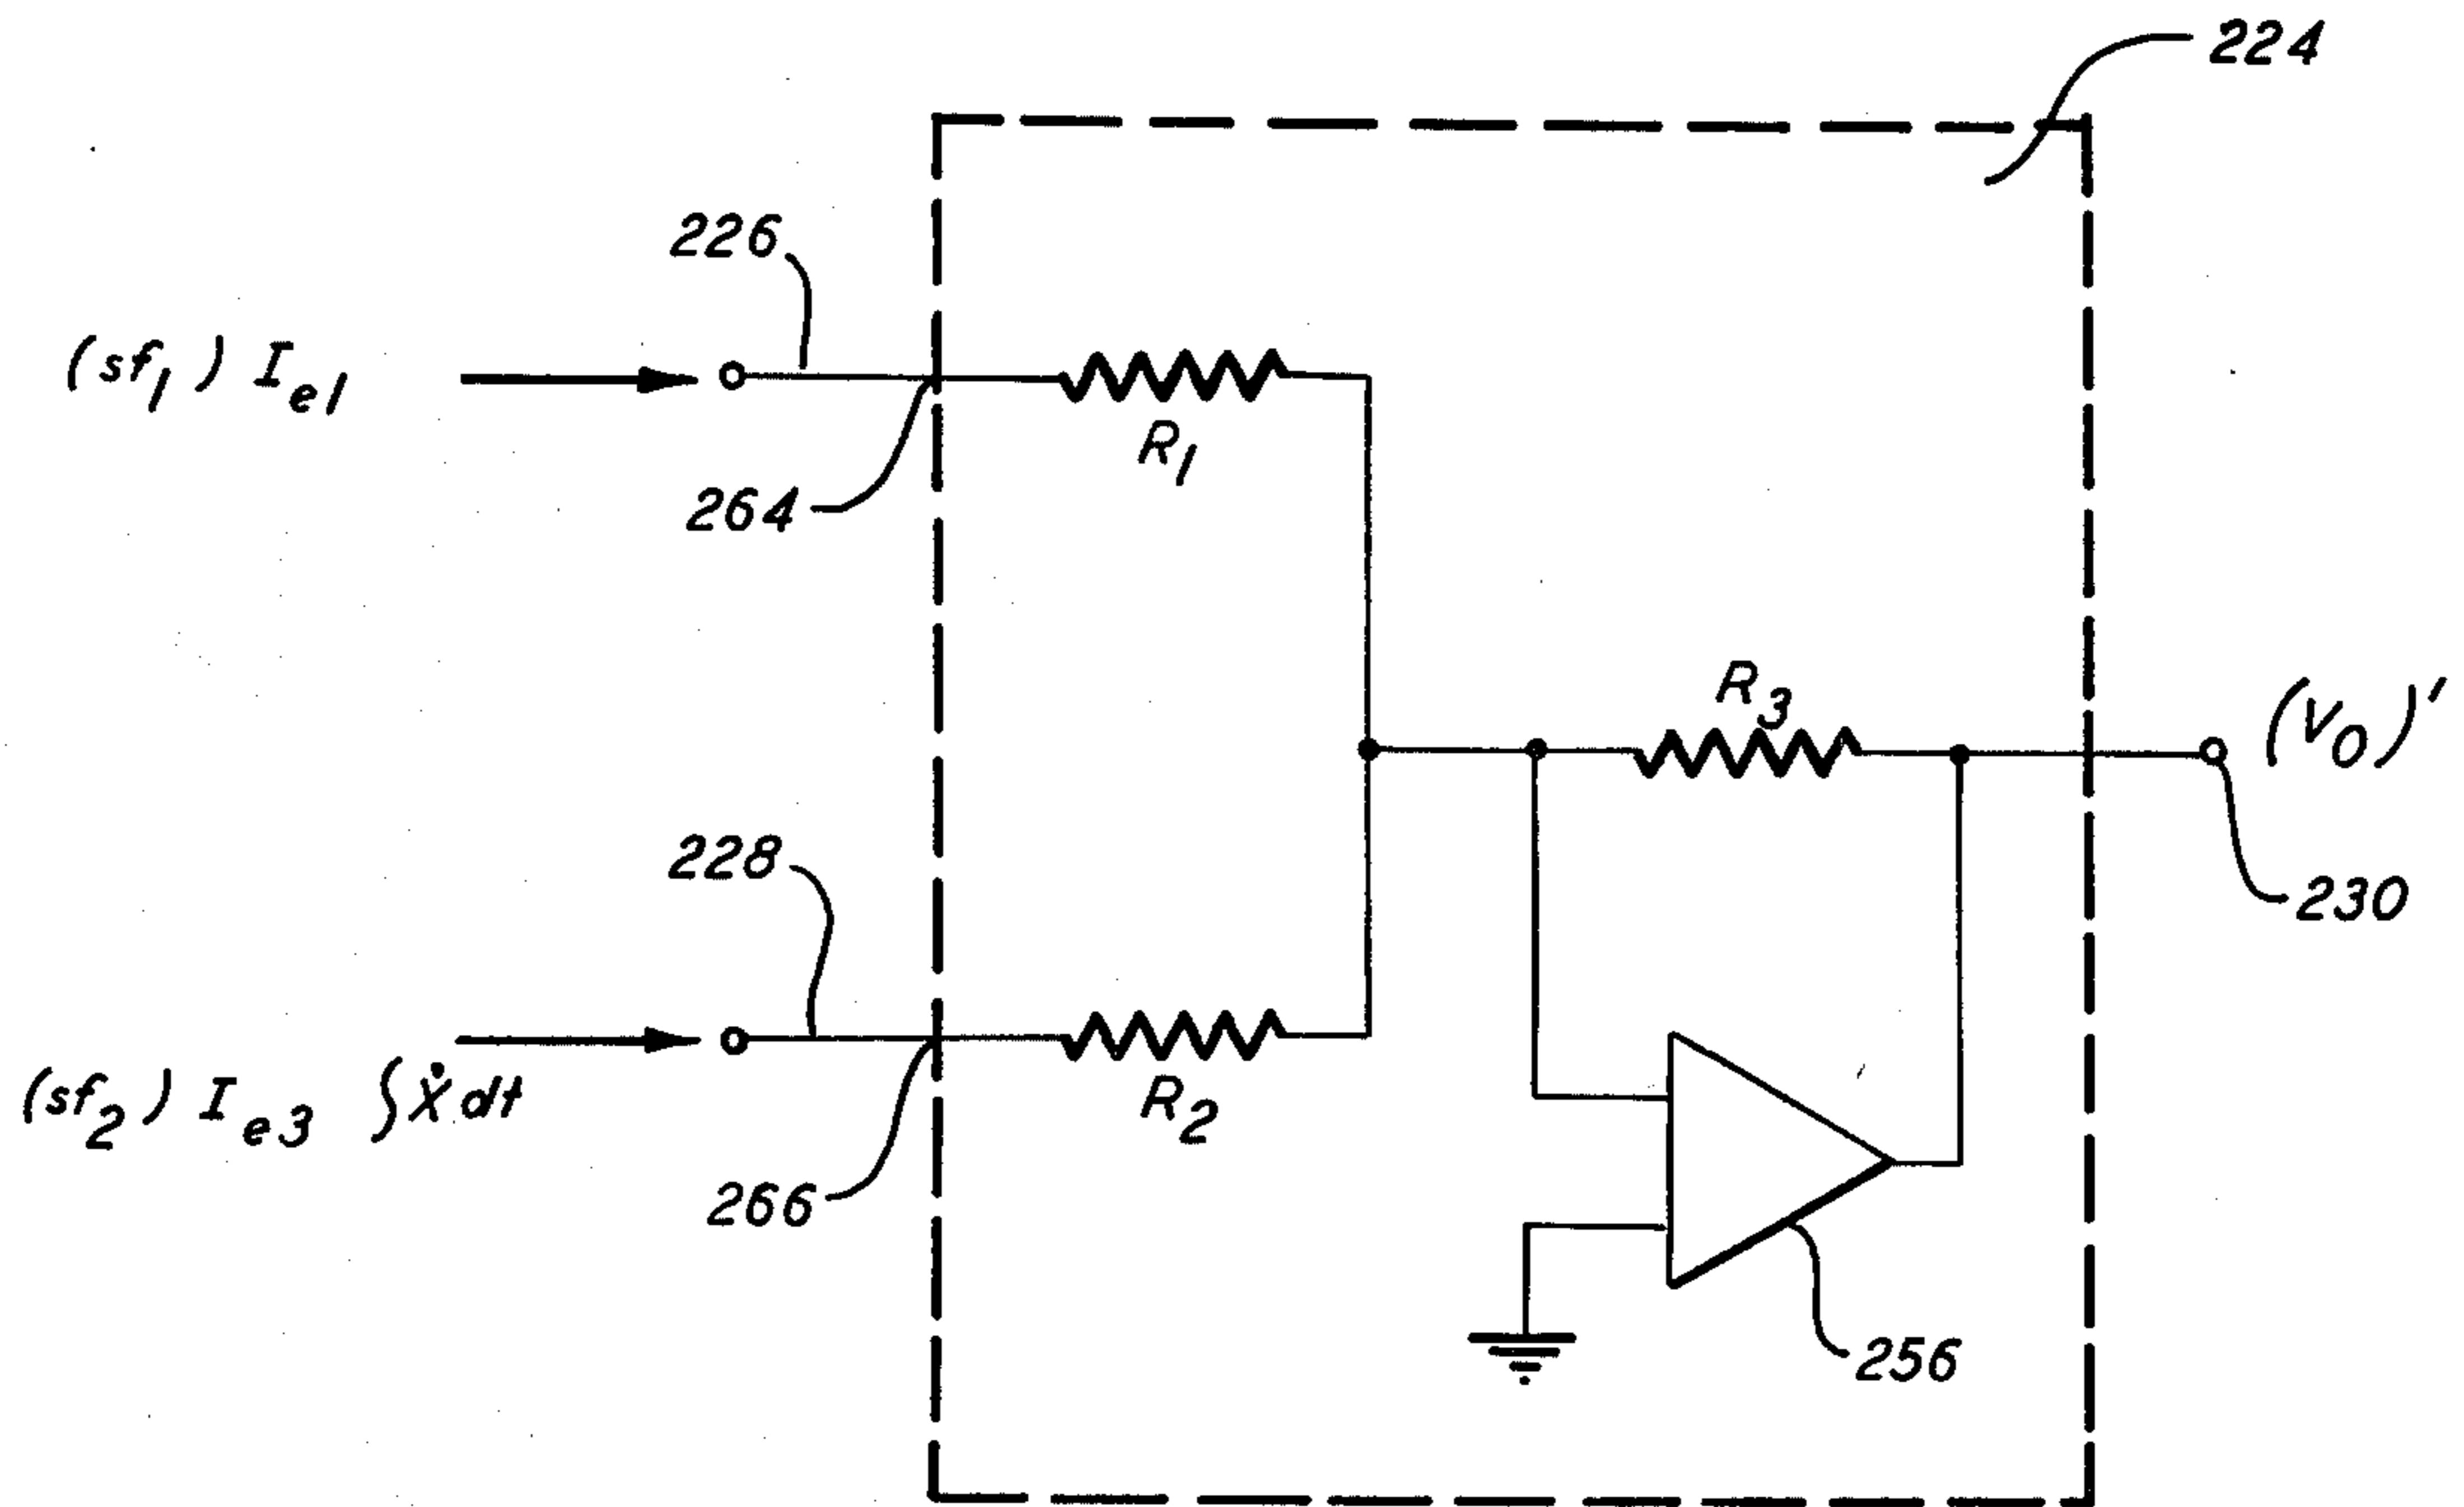 224
226
(sf₁) Iₑ₁
R₁
264
R₃
(V₀)'
228
230
(sf₂) Iₑ₃ ∫Ẋdt
R₂
266
256